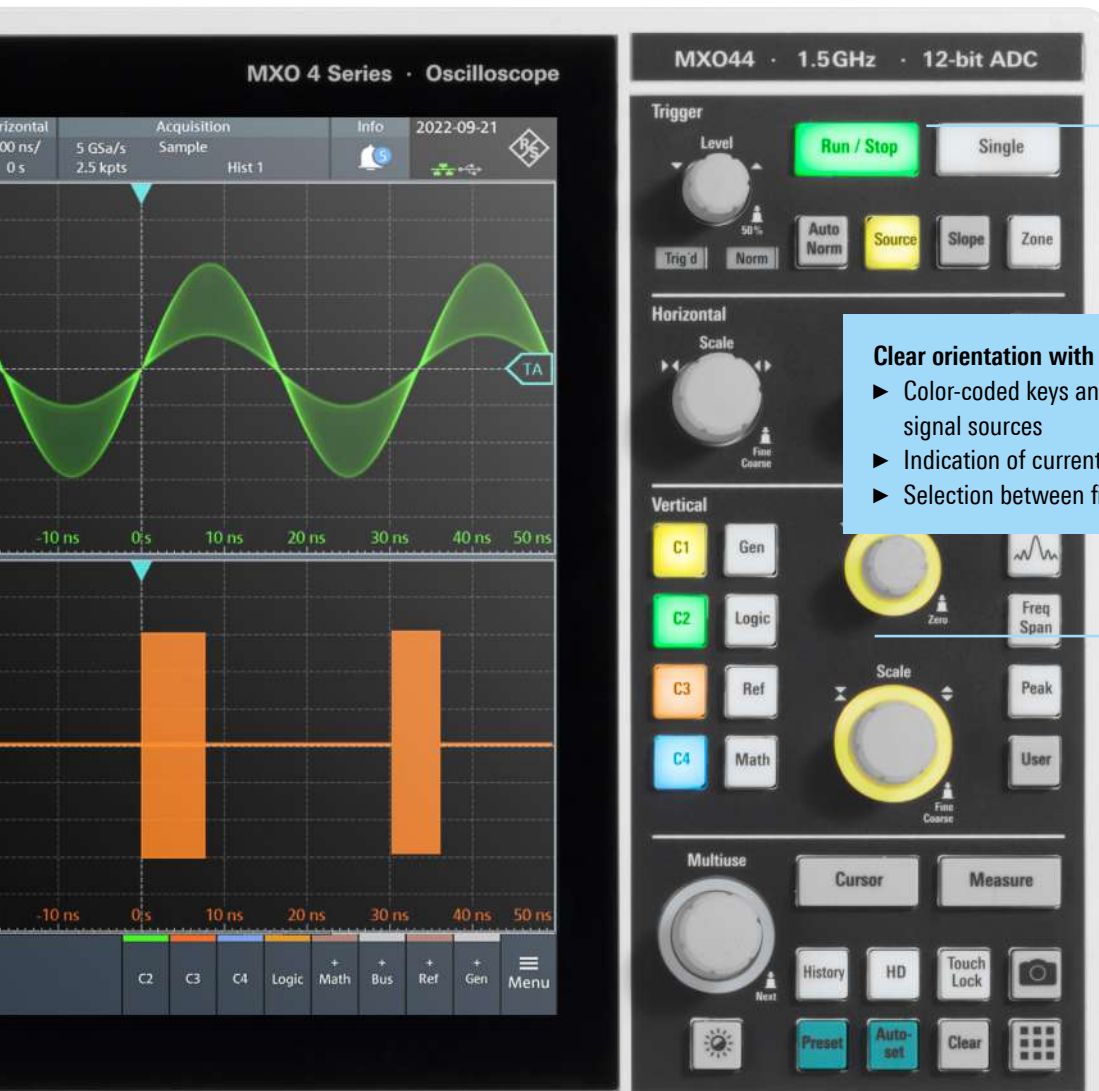 MXO 4 Series · Oscilloscope
Acquisition
Info
2022-09-21
0 s
5 GSa/s
2.5 kpts
Sample
Hist 1
5
R&S
TA
-10 ns 0 s 10 ns 20 ns 30 ns 40 ns 50 ns
-10 ns 0 s 10 ns 20 ns 30 ns 40 ns 50 ns
C2
C3
C4
Logic
+
Math
+
Bus
+
Ref
+
Gen
Menu
MXO44 · 1.5GHz · 12-bit ADC
Trigger
Level
50%
Run / Stop
Single
Trig'd
Norm
Auto
Norm
Source
Slope
Zone
Horizontal
Scale
Fine
Coarse
Clear orientation with
► Color-coded keys an
signal sources
► Indication of current
► Selection between fi
Vertical
C1
Gen
C2
Logic
C3
Ref
C4
Math
Zero
Freq
Span
Scale
Peak
User
Fine
Coarse
Multiuse
Next
Cursor
Measure
History
HD
Touch
Lock
Preset
Auto-
set
Clear